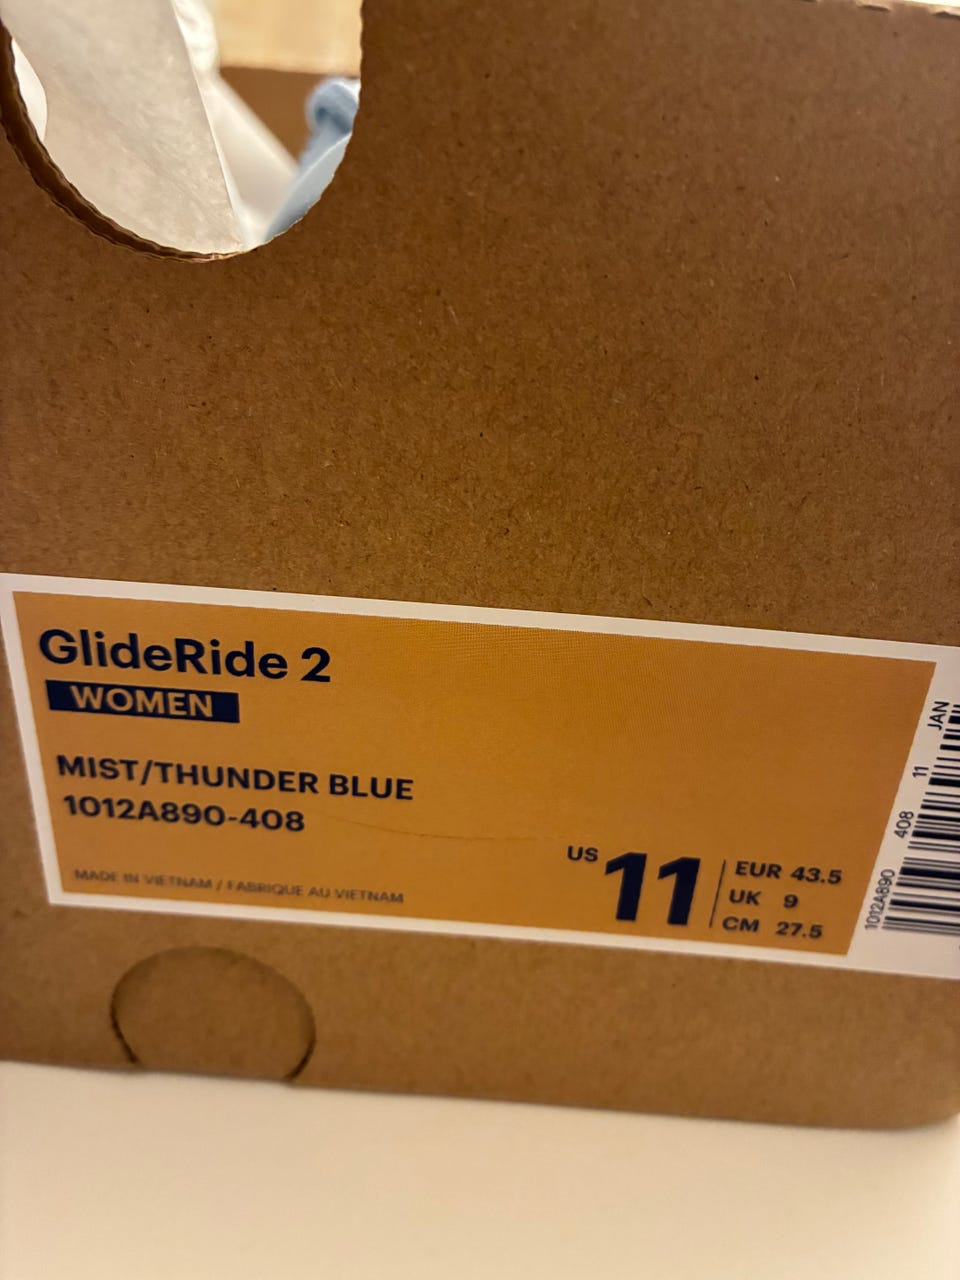 GlideRide 2
WOMEN
MIST/THUNDER BLUE
1012A890-408
MADE IN VIETNAM / FABRIQUE AU VIETNAM
US 11
EUR 43.5
UK 9
CM 27.5
1012A890 408 11 JAN